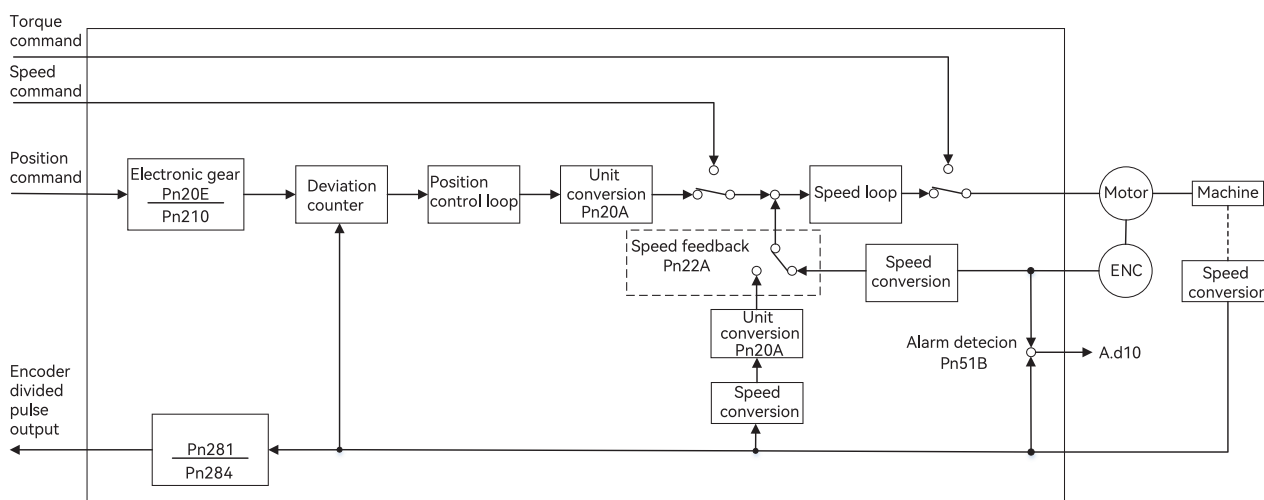 Torque
command
Speed
command
Position
command
Electronic gear
Pn20E
Pn210
Deviation
counter
Position
control loop
Unit
conversion
Pn20A
Speed loop
Motor
Machine
Speed feedback
Pn22A
Speed
conversion
ENC
Speed
conversion
Unit
conversion
Pn20A
Alarm detecion
Pn51B
A.d10
Speed
conversion
Encoder
divided
pulse
output
Pn281
Pn284